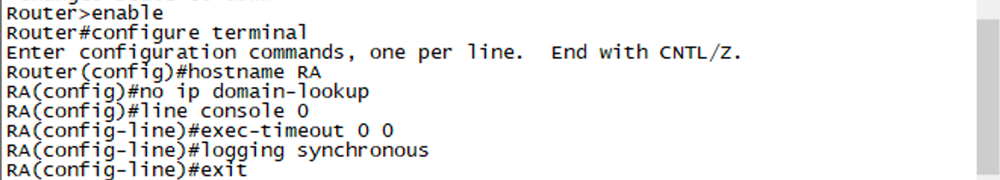 Router>enable
Router#configure terminal
Enter configuration commands, one per line.  End with CNTL/Z.
Router(config)#hostname RA
RA(config)#no ip domain-lookup
RA(config)#line console 0
RA(config-line)#exec-timeout 0 0
RA(config-line)#logging synchronous
RA(config-line)#exit